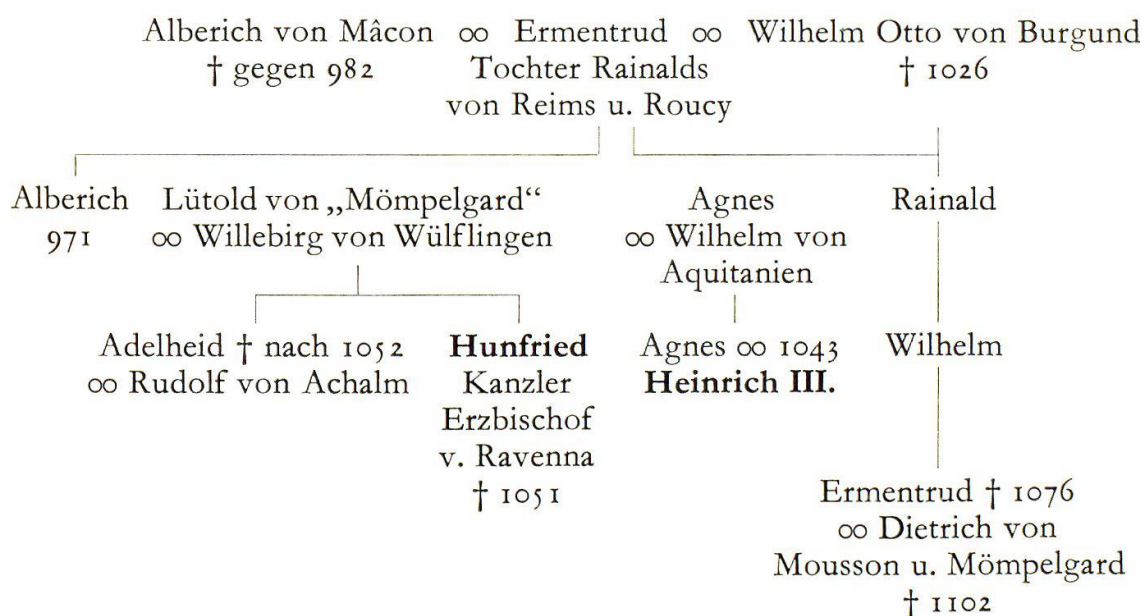 Alberich von Mâcon ∞ Ermentrud ∞ Wilhelm Otto von Burgund
† gegen 982 Tochter Rainalds † 1026
von Reims u. Roucy
Alberich Lütold von „Mömpelgard“ Agnes Rainald
971 ∞ Willebirg von Wülflingen ∞ Wilhelm von
Aquitanien
Adelheid † nach 1052 Hunfried Agnes ∞ 1043 Wilhelm
∞ Rudolf von Achalm Kanzler Heinrich III.
Erzbischof
v. Ravenna
† 1051
Ermentrud † 1076
∞ Dietrich von
Mousson u. Mömpelgard
† 1102